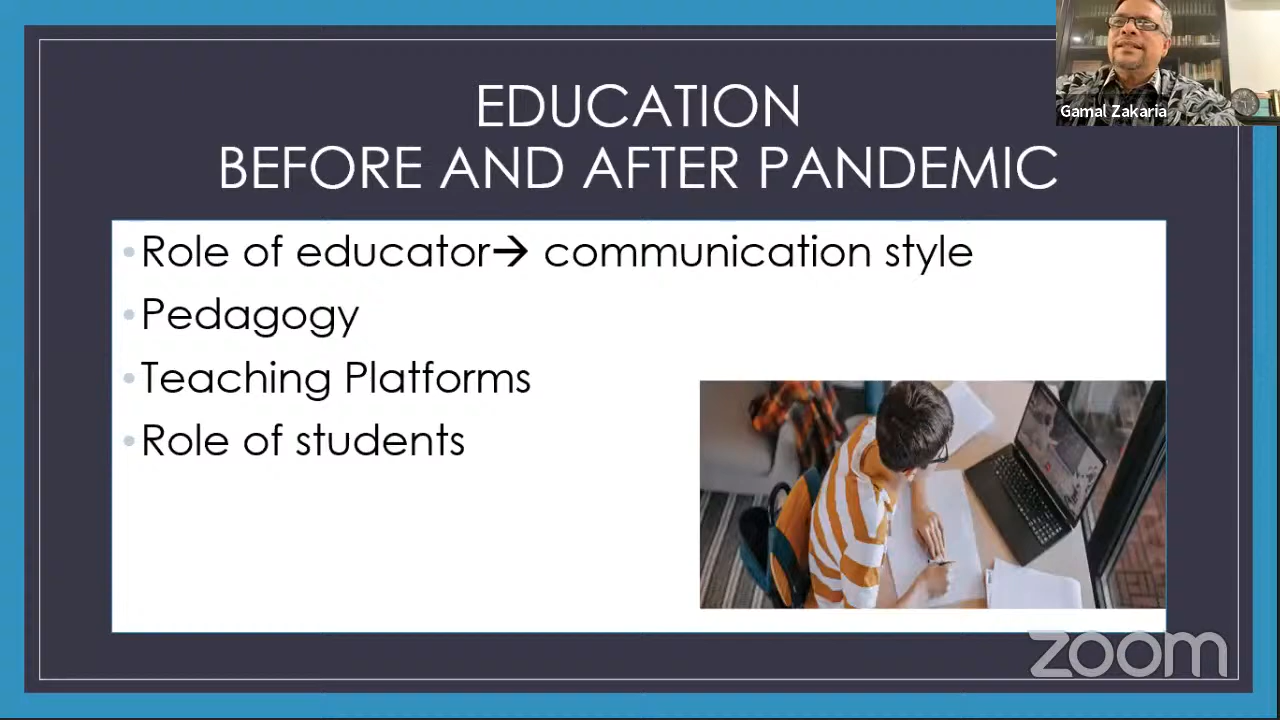 EDUCATION
BEFORE AND AFTER PANDEMIC
Gamal Zakaria
• Role of educator→ communication style
• Pedagogy
• Teaching Platforms
• Role of students
zoom